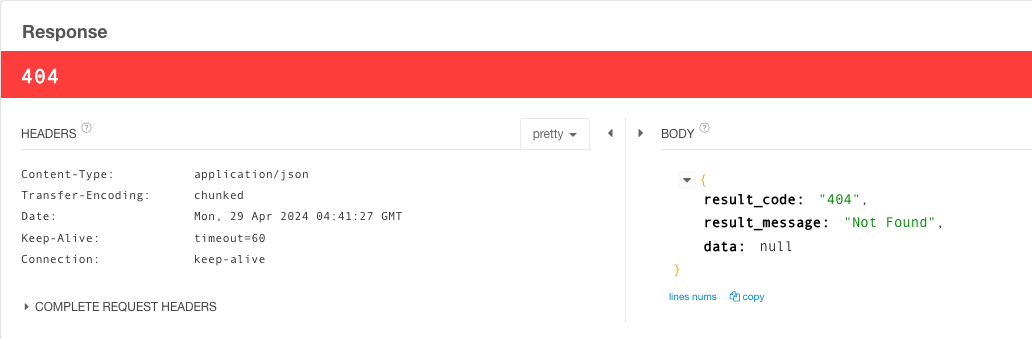 Response
404
HEADERS ?
pretty
Content-Type: application/json
Transfer-Encoding: chunked
Date: Mon, 29 Apr 2024 04:41:27 GMT
Keep-Alive: timeout=60
Connection: keep-alive
COMPLETE REQUEST HEADERS
BODY ?
{
result_code: "404",
result_message: "Not Found",
data: null
}
lines nums copy